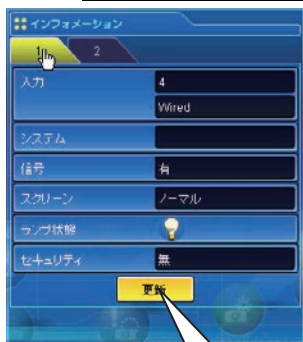 インフォメーション
1
2
入力
4
Wired
システム
信号
有
スクリーン
ノーマル
ランプ状態
セキュリティ
無
更新